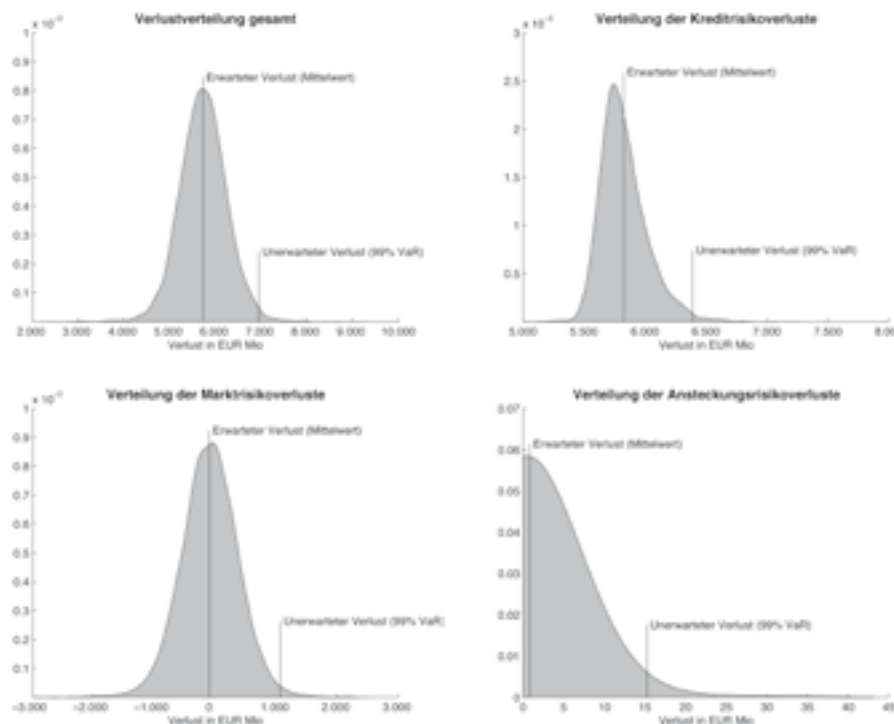 Verlustverteilung gesamt
1 x 10⁻³
0.9
0.8
0.7
0.6
0.5
0.4
0.3
0.2
0.1
Erwarteter Verlust (Mittelwert)
Unerwarteter Verlust (99% VaR)
2.000 3.000 4.000 5.000 6.000 7.000 8.000 9.000 10.000
Verlust in EUR Mio
Verteilung der Kreditrisikoverluste
3 x 10⁻³
2.5
2
1.5
1
0.5
Erwarteter Verlust (Mittelwert)
Unerwarteter Verlust (99% VaR)
5.000 5.500 6.000 6.500 7.000 7.500 8.000
Verlust in EUR Mio
Verteilung der Marktrisikoverluste
1 x 10⁻³
0.9
0.8
0.7
0.6
0.5
0.4
0.3
0.2
0.1
Erwarteter Verlust (Mittelwert)
Unerwarteter Verlust (99% VaR)
−3.000 −2.000 −1.000 0 1.000 2.000 3.000
Verlust in EUR Mio
Verteilung der Ansteckungsrisikoverluste
0.07
0.06
0.05
0.04
0.03
0.02
0.01
0
Erwarteter Verlust (Mittelwert)
Unerwarteter Verlust (99% VaR)
0 5 10 15 20 25 30 35 40 45
Verlust in EUR Mio